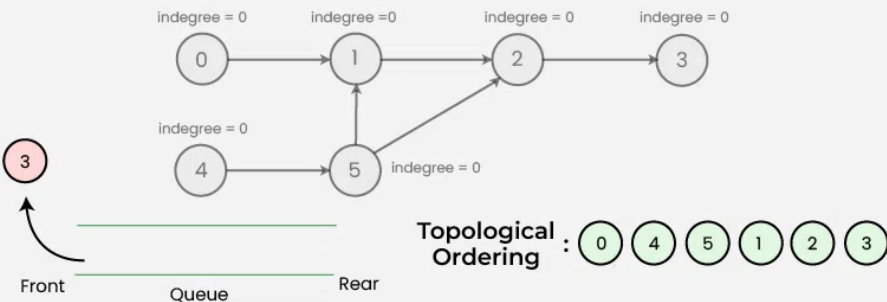 indegree = 0
indegree =0
indegree = 0
indegree = 0
0
1
2
3
indegree = 0
4
5
indegree = 0
3
Front
Queue
Rear
Topological
Ordering
:
0
4
5
1
2
3